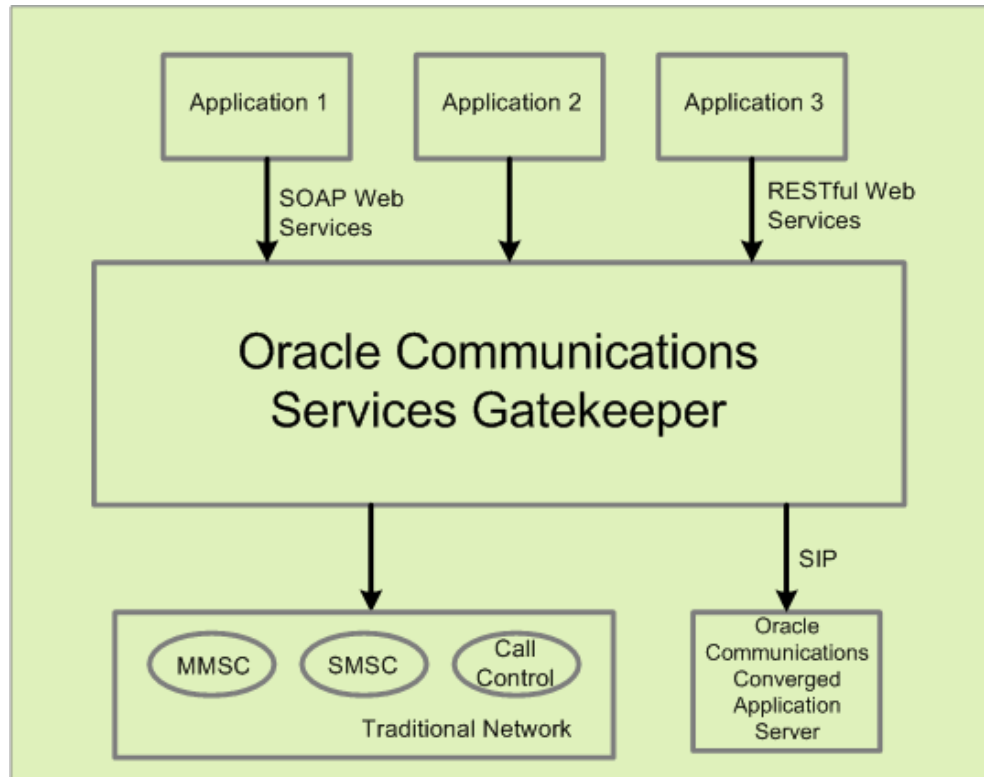 Application 1
Application 2
Application 3
SOAP Web
Services
RESTful Web
Services
Oracle Communications
Services Gatekeeper
SIP
MMSC
SMSC
Call
Control
Traditional Network
Oracle
Communications
Converged
Application
Server